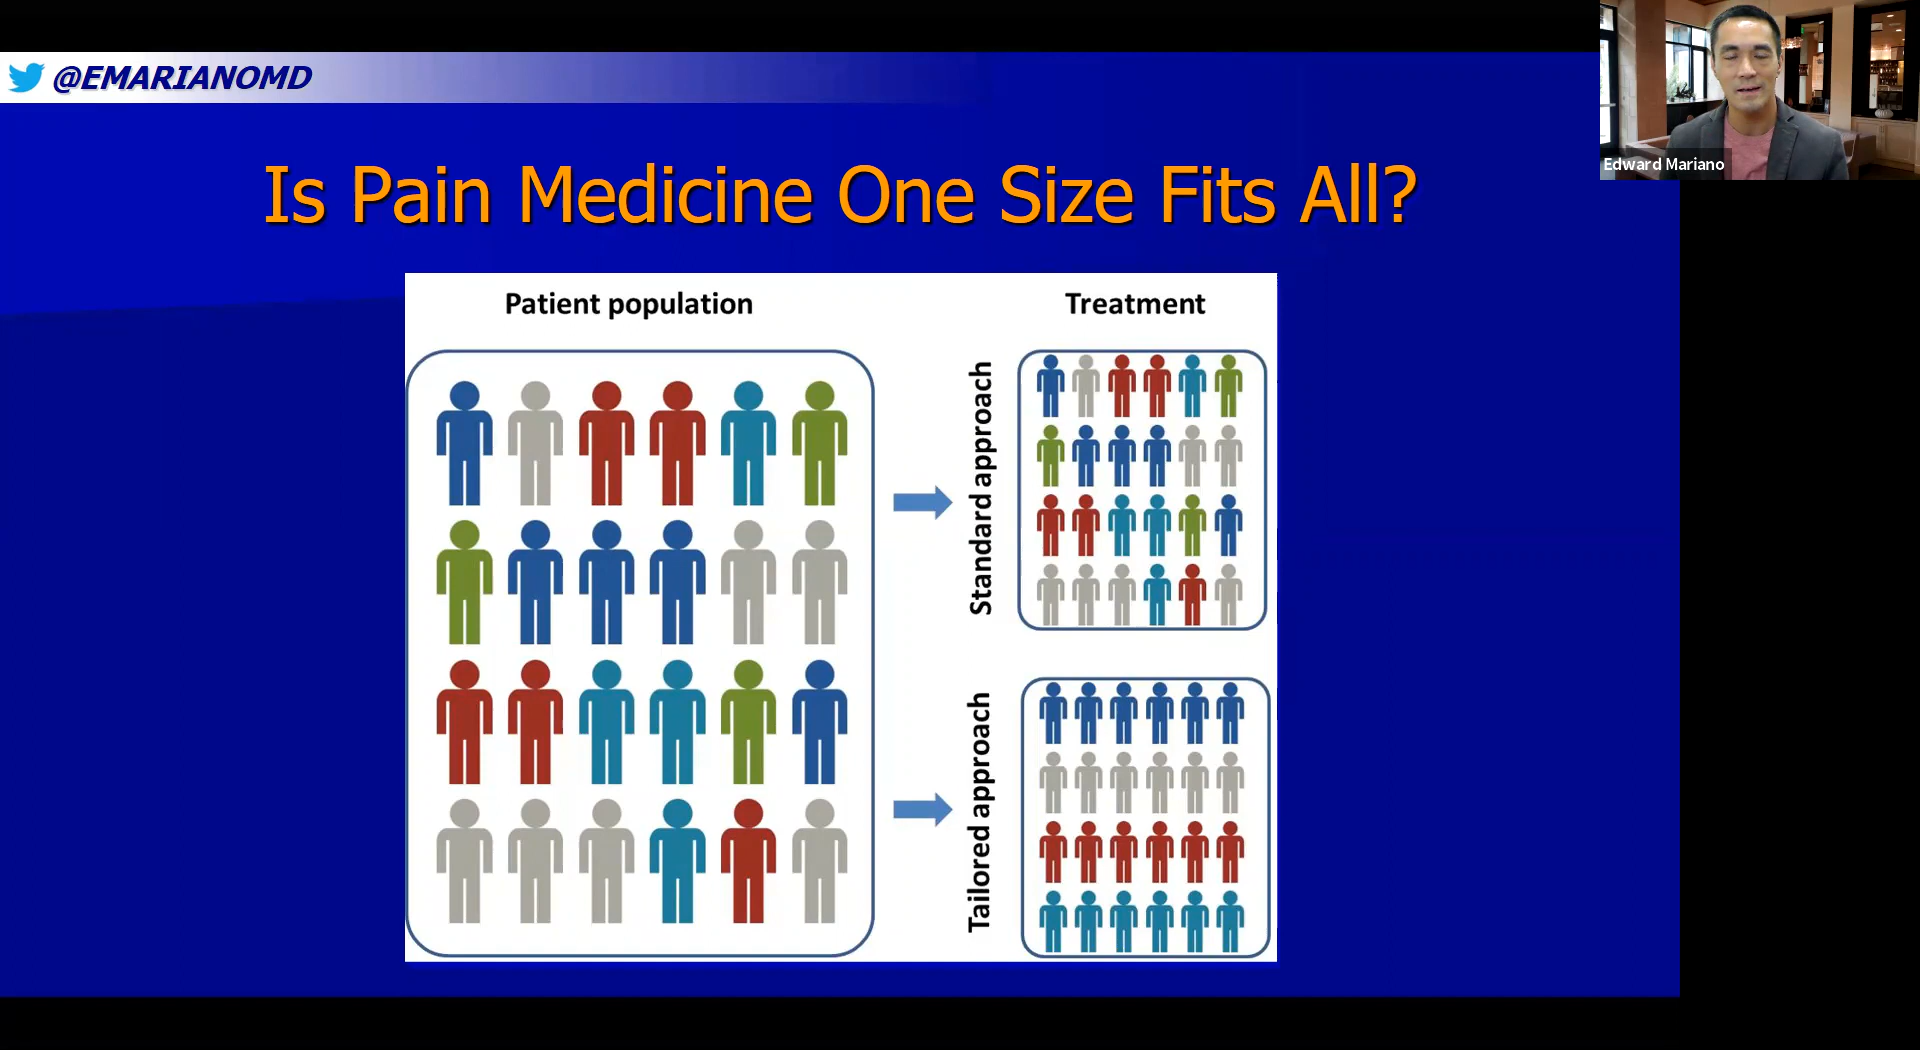 @EMARIANOMD
Edward Mariano
Is Pain Medicine One Size Fits All?
Patient population
Treatment
Standard approach
Tailored approach